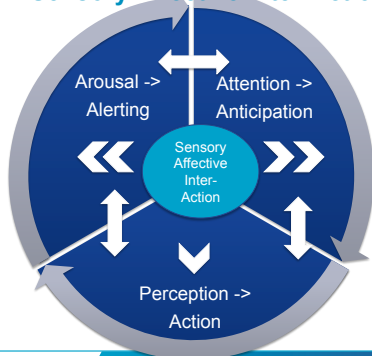 Arousal ->
Alerting
Attention ->
Anticipation
Sensory
Affective
Inter-
Action
Perception ->
Action